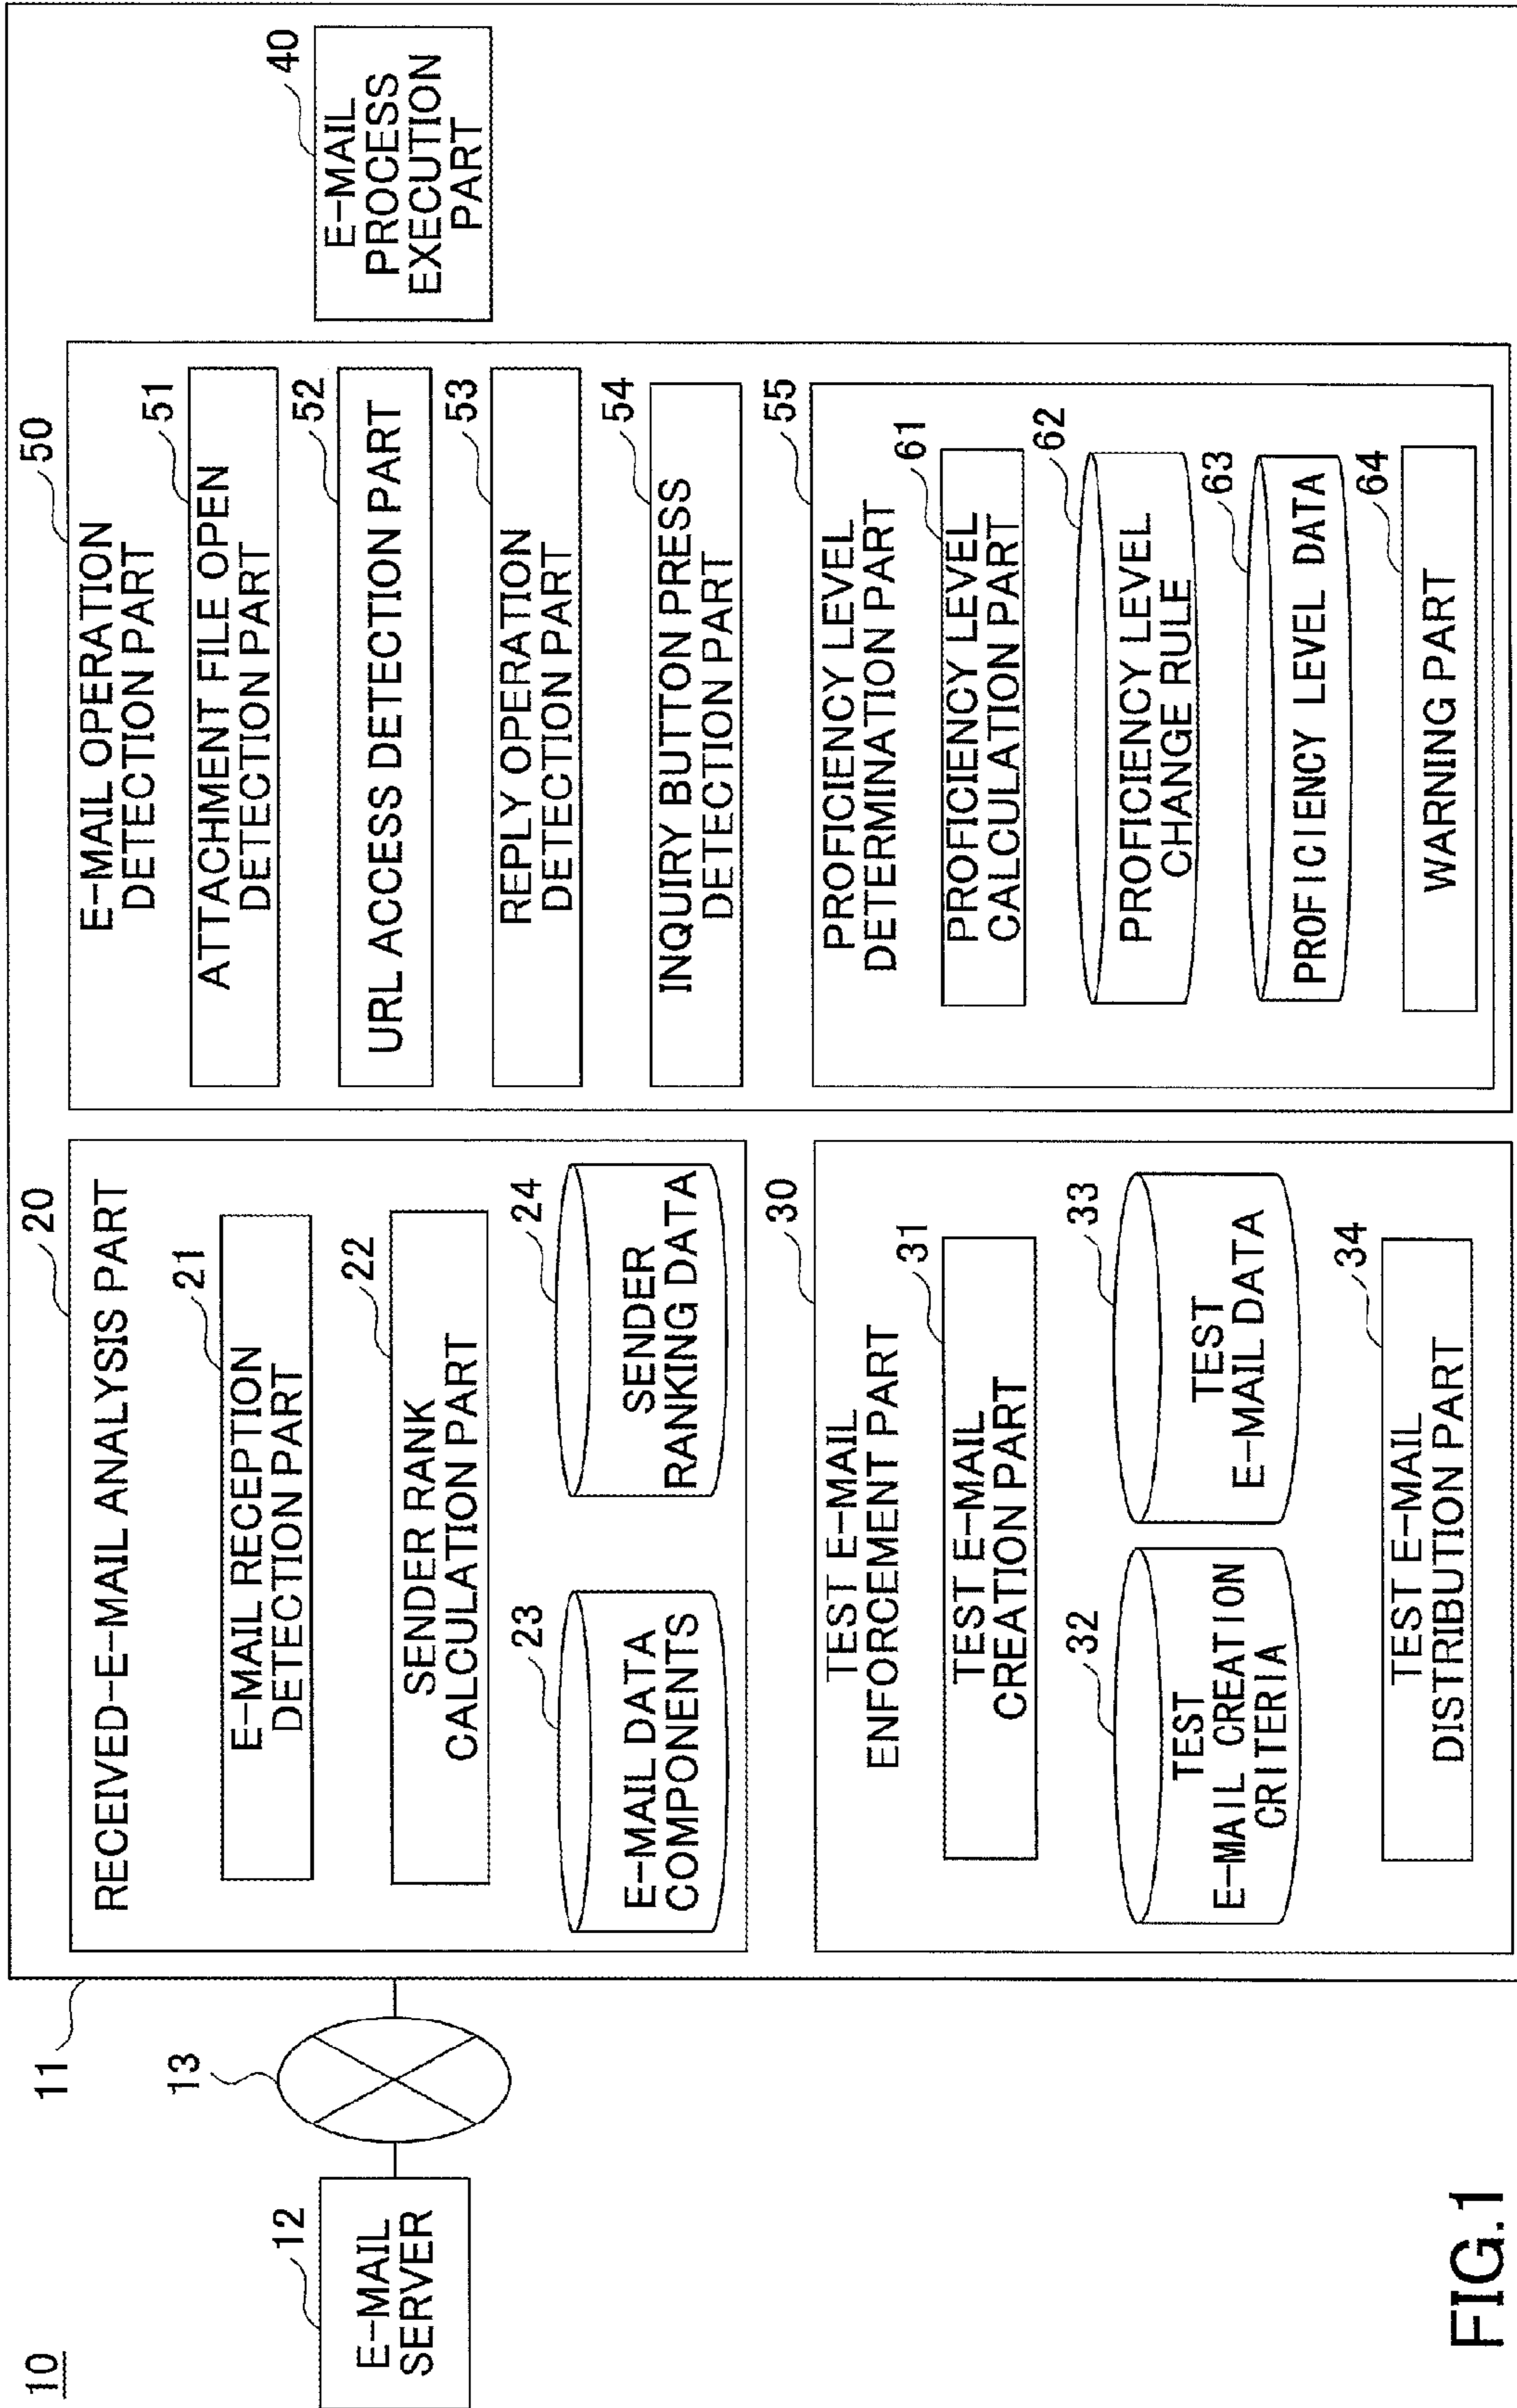 10
12
E-MAIL
SERVER
13
11
20
RECEIVED-E-MAIL ANALYSIS PART
21
E-MAIL RECEPTION
DETECTION PART
22
SENDER RANK
CALCULATION PART
23
E-MAIL DATA
COMPONENTS
24
SENDER
RANKING DATA
30
TEST E-MAIL
ENFORCEMENT PART
31
TEST E-MAIL
CREATION PART
32
TEST
E-MAIL CREATION
CRITERIA
33
TEST
E-MAIL DATA
34
TEST E-MAIL
DISTRIBUTION PART
50
E-MAIL OPERATION
DETECTION PART
51
ATTACHMENT FILE OPEN
DETECTION PART
52
URL ACCESS DETECTION PART
53
REPLY OPERATION
DETECTION PART
54
INQUIRY BUTTON PRESS
DETECTION PART
55
PROFICIENCY LEVEL
DETERMINATION PART
61
PROFICIENCY LEVEL
CALCULATION PART
62
PROFICIENCY LEVEL
CHANGE RULE
63
PROFICIENCY LEVEL DATA
64
WARNING PART
40
E-MAIL
PROCESS
EXECUTION
PART
FIG.1